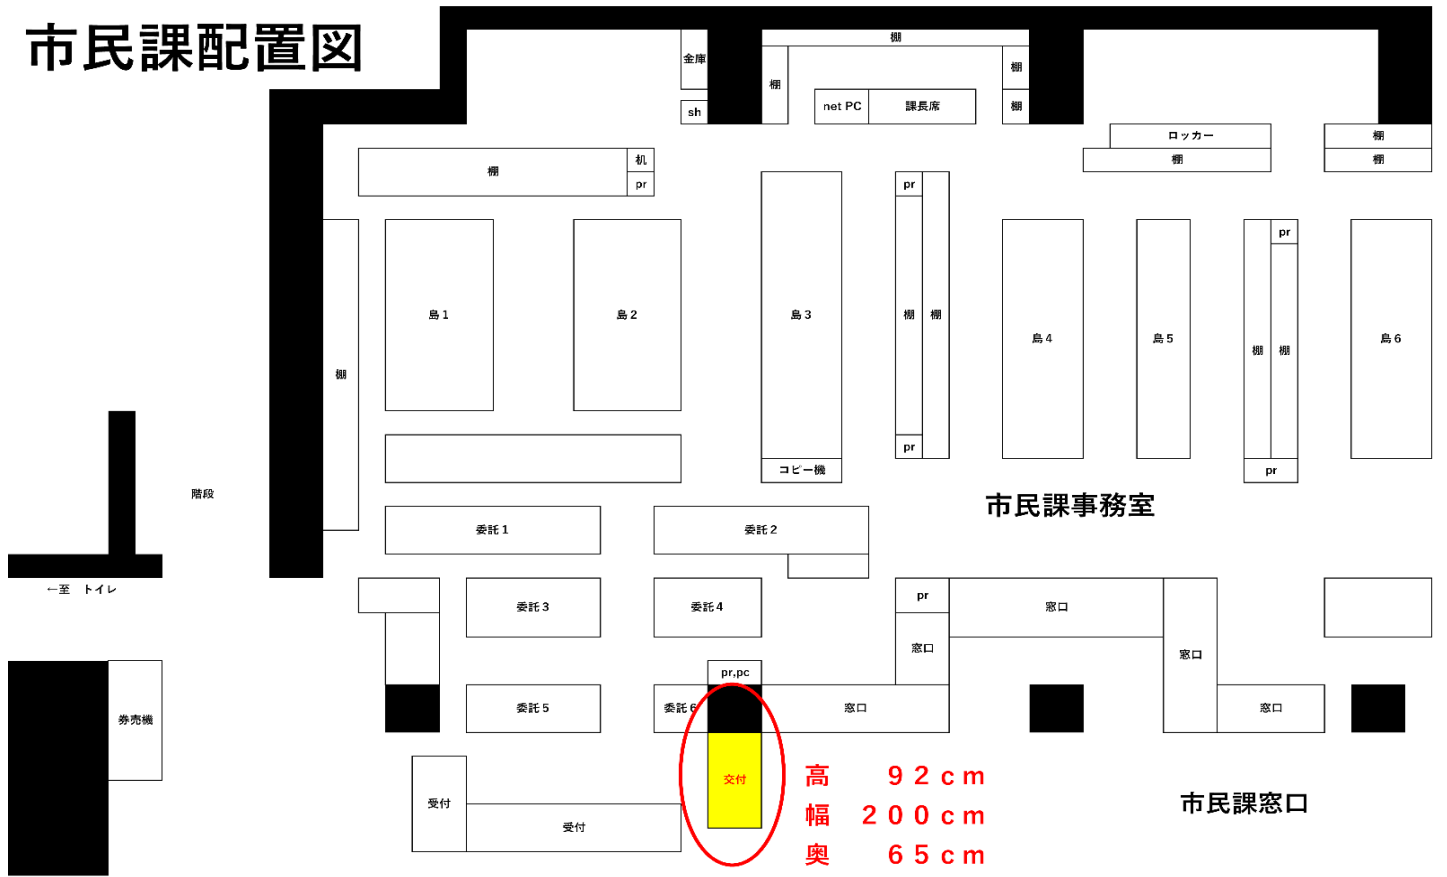 市民課配置図
棚
金庫
棚
棚
net PC
課長席
棚
sh
ロッカー
棚
棚
棚
棚
机
pr
pr
pr
島1
島2
島3
棚
棚
島4
島5
棚
棚
島6
棚
pr
コピー機
pr
階段
市民課事務室
委託1
委託2
←至 トイレ
pr
窓口
委託3
委託4
窓口
窓口
pr,pc
委託5
委託6
窓口
窓口
券売機
交付
高 92cm
受付
市民課窓口
幅 200cm
受付
奥 65cm